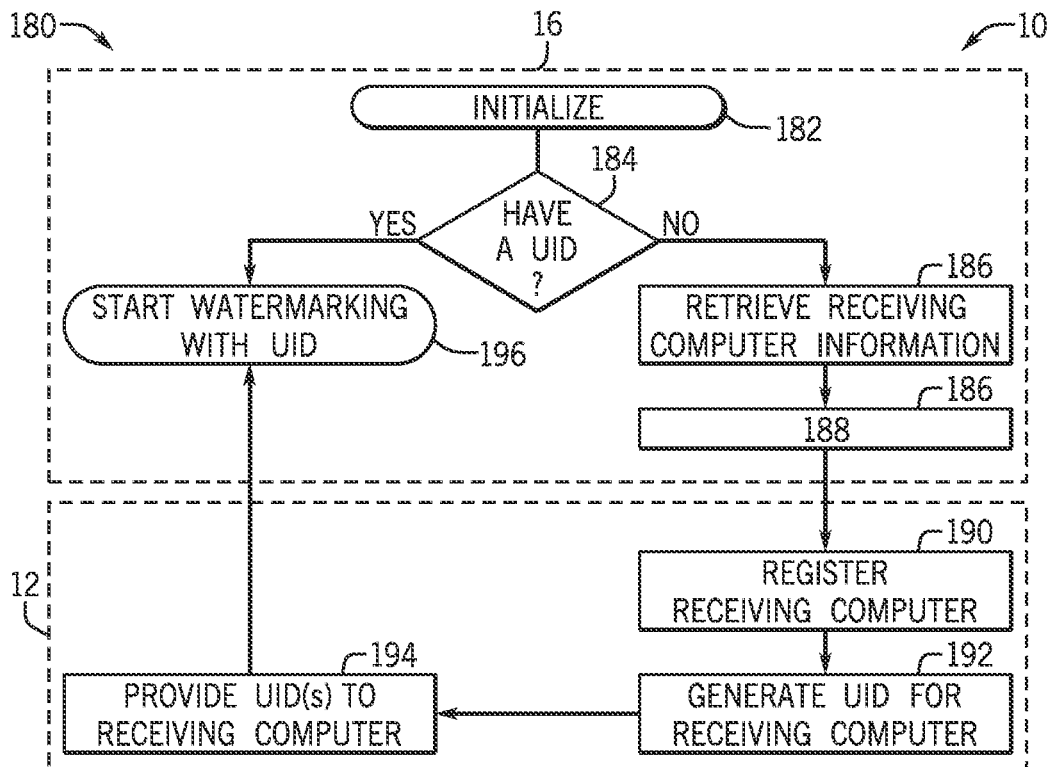 180
16
10
INITIALIZE
182
184
HAVE
A UID
?
YES
NO
START WATERMARKING
WITH UID
196
186
RETRIEVE RECEIVING
COMPUTER INFORMATION
186
188
12
190
REGISTER
RECEIVING COMPUTER
194
PROVIDE UID(s) TO
RECEIVING COMPUTER
192
GENERATE UID FOR
RECEIVING COMPUTER